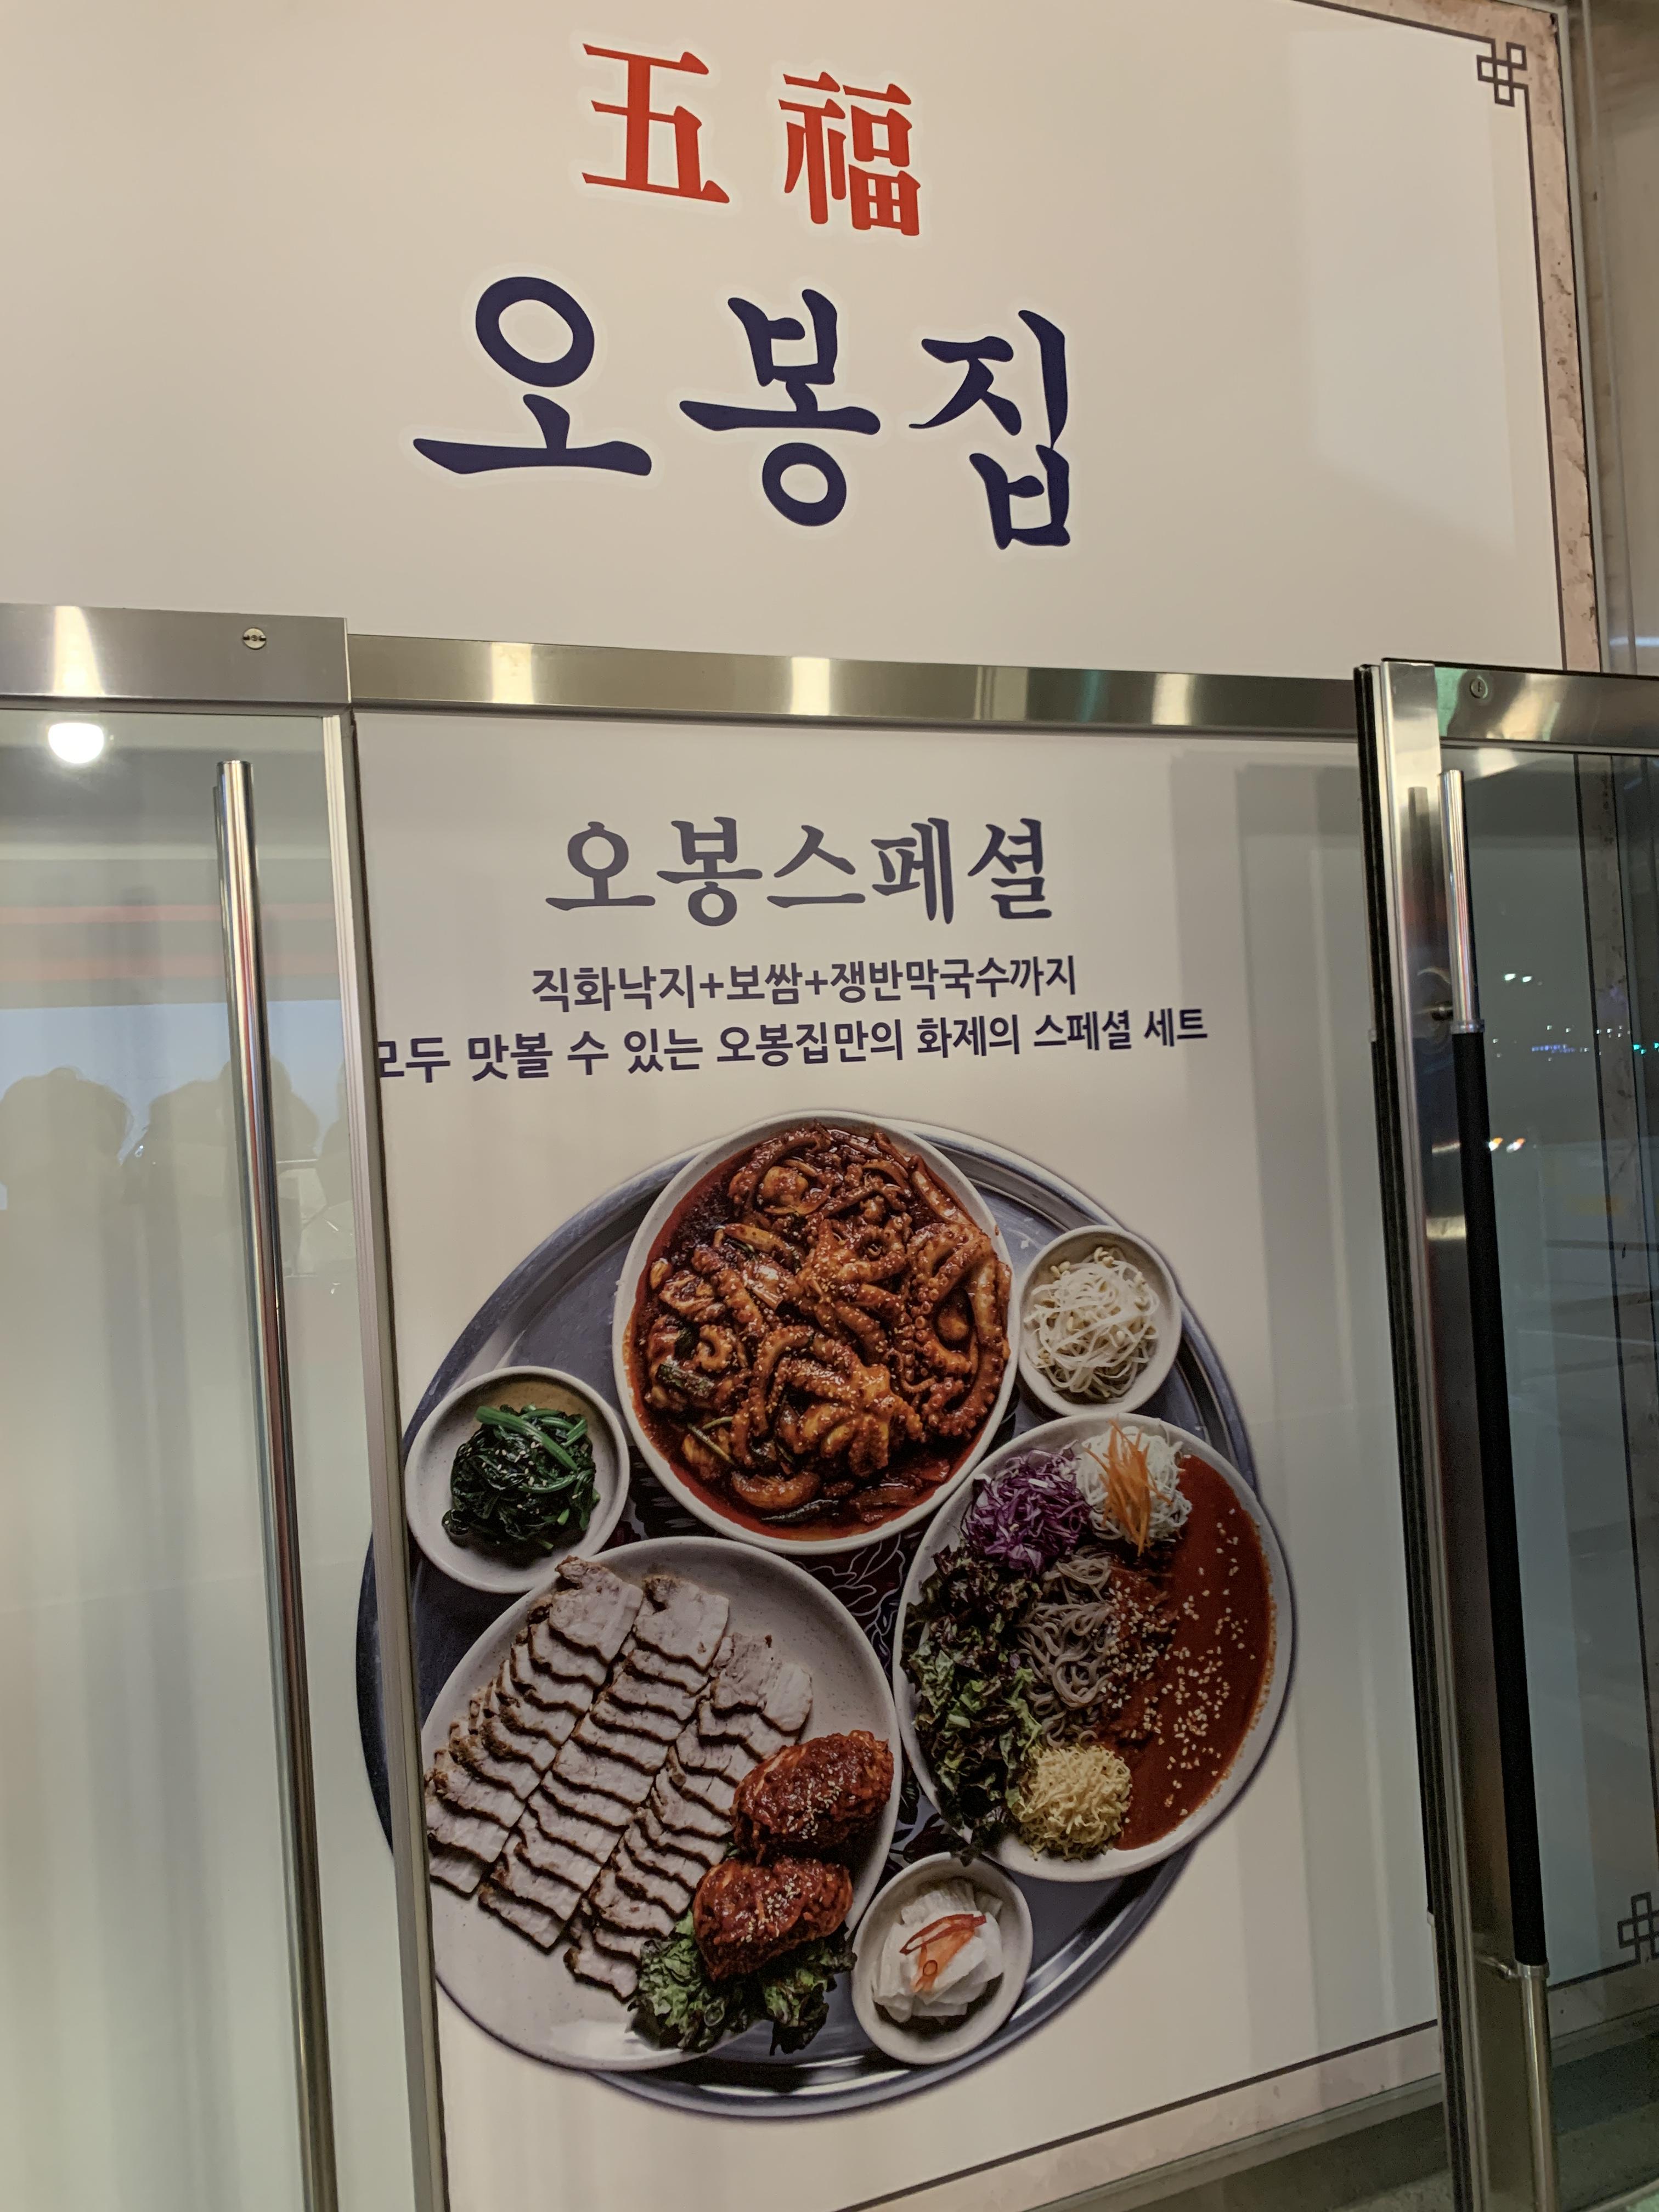 五福
오봉집
오봉스페셜
직화낙지+보쌈+쟁반막국수까지
모두 맛볼 수 있는 오봉집만의 화제의 스페셜 세트